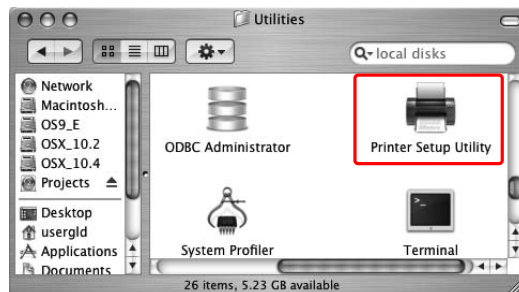 Utilities
local disks
Network
Macintosh...
OS9_E
OSX_10.2
OSX_10.4
Projects
Desktop
usergld
Applications
Documents
ODBC Administrator
Printer Setup Utility
System Profiler
>_
Terminal
26 items, 5.23 GB available